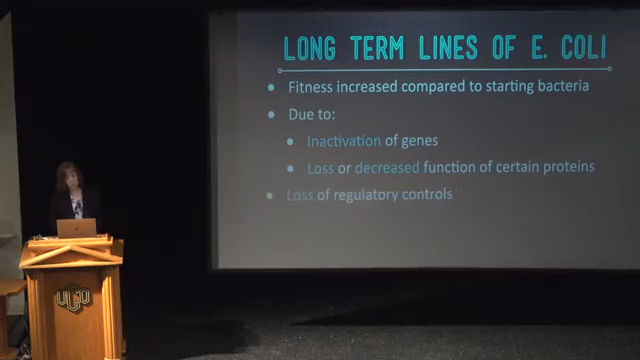 LONG TERM LINES OF E. COLI
• Fitness increased compared to starting bacteria
• Due to:
• Inactivation of genes
• Loss or decreased function of certain proteins
• Loss of regulatory controls
UCO